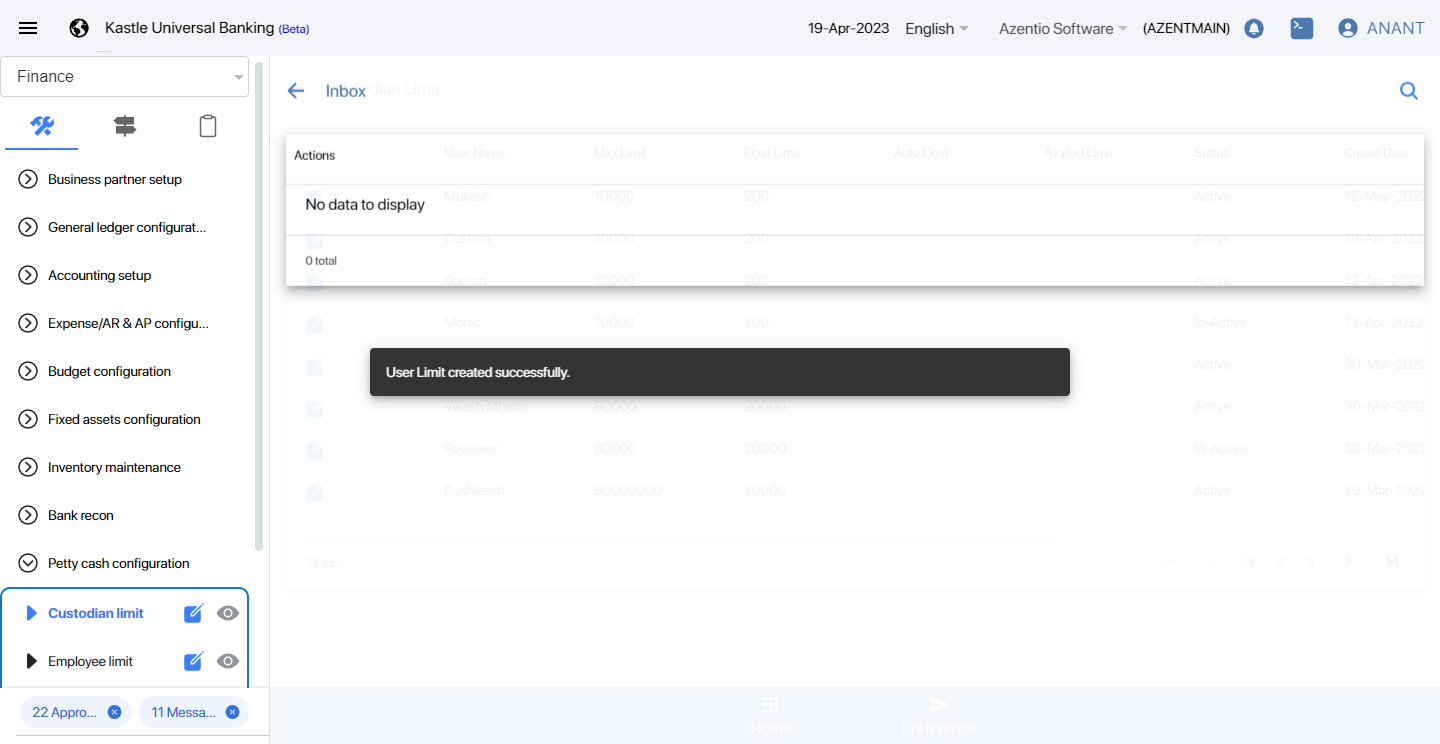 Kastle Universal Banking (Beta)
19-Apr-2023
English
Azentio Software
(AZENTMAIN)
ANANT
Finance
Business partner setup
General ledger configurat...
Accounting setup
Expense/AR & AP configu...
Budget configuration
Fixed assets configuration
Inventory maintenance
Bank recon
Petty cash configuration
Custodian limit
Employee limit
22 Appro...
11 Messa...
Inbox
Limit
Actions User Name Max Limit Float Limit Auto Limit Availed Limit Status Create Date
Mukesh 10000 200 Active 12-May-2022
No data to display
Custom 10000 200 Active 19-Apr-2022
0 total
Bonton 10000 200 Active 13-Apr-2022
Monic 10000 200 In-Active 13-Apr-2022
Active 30-Mar-2022
User Limit created successfully.
Vikash Mhatre 80000 20000 Active 30-Mar-2022
Reviewer 80000 20000 In-Active 30-Mar-2022
Rushikesh 50000000 20000 Active 29-Mar-2022
23 total
1 2 3
Home
Preference